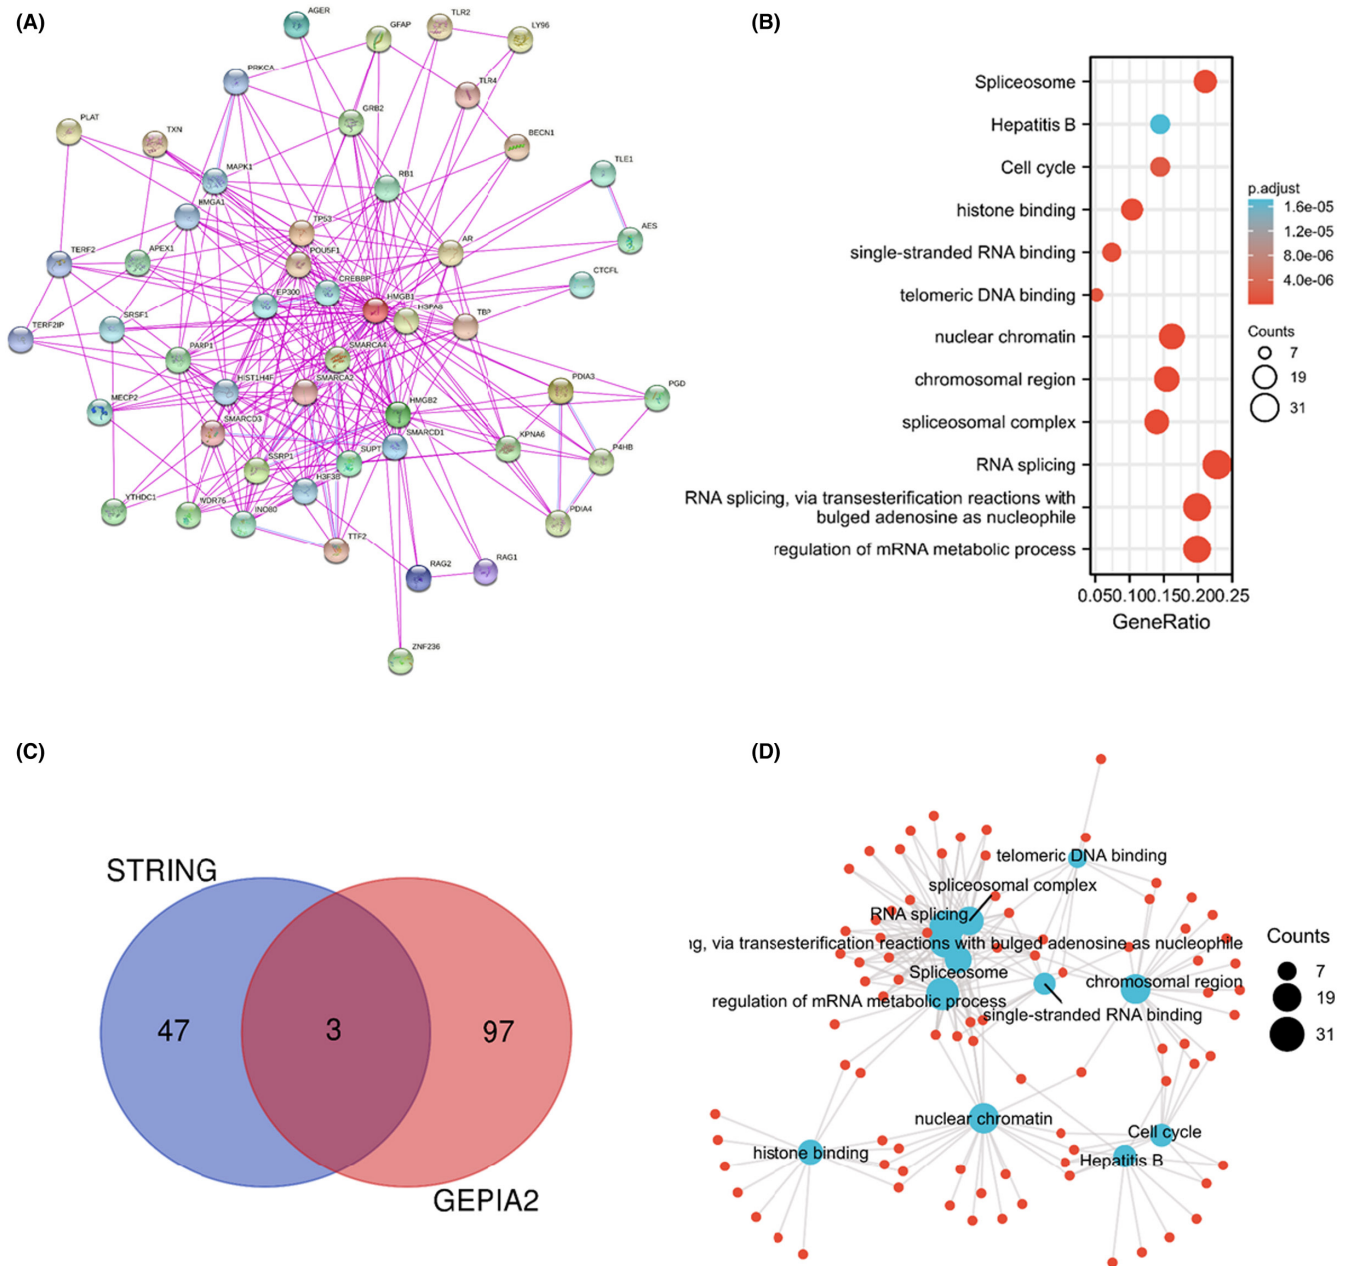 (A)
AGER
GFAP
TLR2
LY96
PRKCA
TLR4
GRB2
PLAT
TXN
BECN1
MAPK1
RB1
TLE1
HMGA1
TP53
AR
AES
TERF2
APEX1
POU5F1
CREBBP
CTCFL
EP300
HMGB1
HSPA8
TBP
TERF2IP
SRSF1
PARP1
SMARCA4
HIST1H4F
SMARCA2
PDIA3
PGD
MECP2
HMGB2
SMARCD3
SMARCD1
KPNA6
P4HB
SSRP1
SUPT
H3F3B
YTHDC1
WDR76
INO80
PDIA4
TTF2
RAG2
RAG1
ZNF236
(B)
Spliceosome
Hepatitis B
Cell cycle
histone binding
single-stranded RNA binding
telomeric DNA binding
nuclear chromatin
chromosomal region
spliceosomal complex
RNA splicing
RNA splicing, via transesterification reactions with
bulged adenosine as nucleophile
regulation of mRNA metabolic process
0.050.100.150.200.25
GeneRatio
p.adjust
1.6e-05
1.2e-05
8.0e-06
4.0e-06
Counts
7
19
31
(C)
STRING
47
3
97
GEPIA2
(D)
telomeric DNA binding
spliceosomal complex
RNA splicing
ng, via transesterification reactions with bulged adenosine as nucleophile
Spliceosome
chromosomal region
regulation of mRNA metabolic process
single-stranded RNA binding
nuclear chromatin
Cell cycle
histone binding
Hepatitis B
Counts
7
19
31